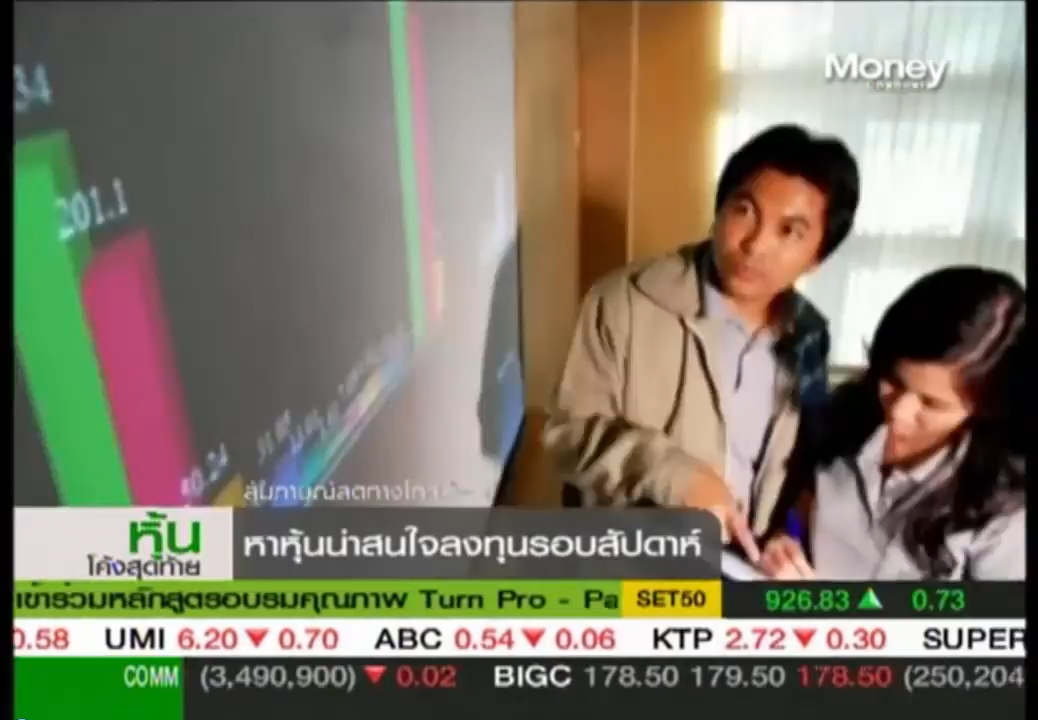 Money
Channel
34
201.1
40.24
หุ้น
โค้งสุดท้าย
หาหุ้นน่าสนใจลงทุนรอบสัปดาห์
เข้าร่วมหลักสูตรอบรมคุณภาพ Turn Pro - Pa SET50 926.83 ▲ 0.73
0.58 UMI 6.20 ▼ 0.70 ABC 0.54 ▼ 0.06 KTP 2.72 ▼ 0.30 SUPER
COMM (3,490,900) ▼ 0.02 BIGC 178.50 179.50 178.50 (250,204